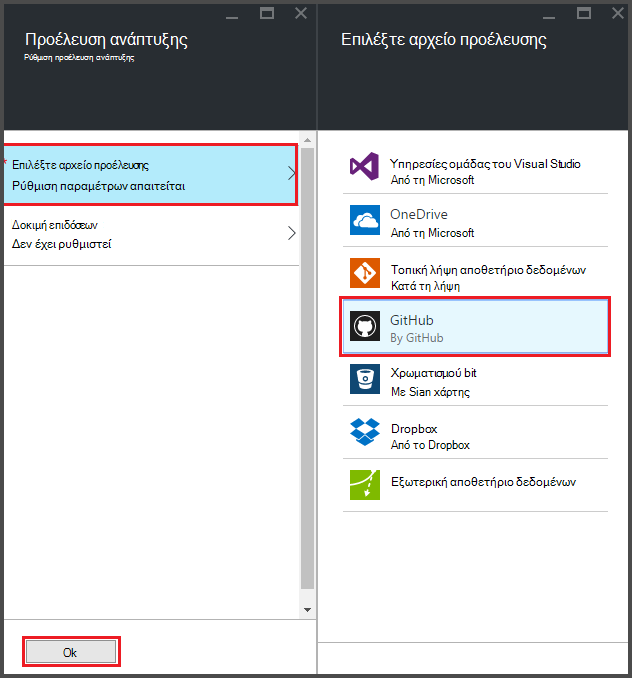 Προέλευση ανάπτυξης
Ρύθμιση προέλευση ανάπτυξης
* Επιλέξτε αρχείο προέλευσης
Ρύθμιση παραμέτρων απαιτείται
Δοκιμή επιδόσεων
Δεν έχει ρυθμιστεί
Ok
Επιλέξτε αρχείο προέλευσης
Υπηρεσίες ομάδας του Visual Studio
Από τη Microsoft
OneDrive
Από τη Microsoft
Τοπική λήψη αποθετήριο δεδομένων
Κατά τη λήψη
GitHub
By GitHub
Χρωματισμού bit
Με Sian χάρτης
Dropbox
Από το Dropbox
Εξωτερική αποθετήριο δεδομένων